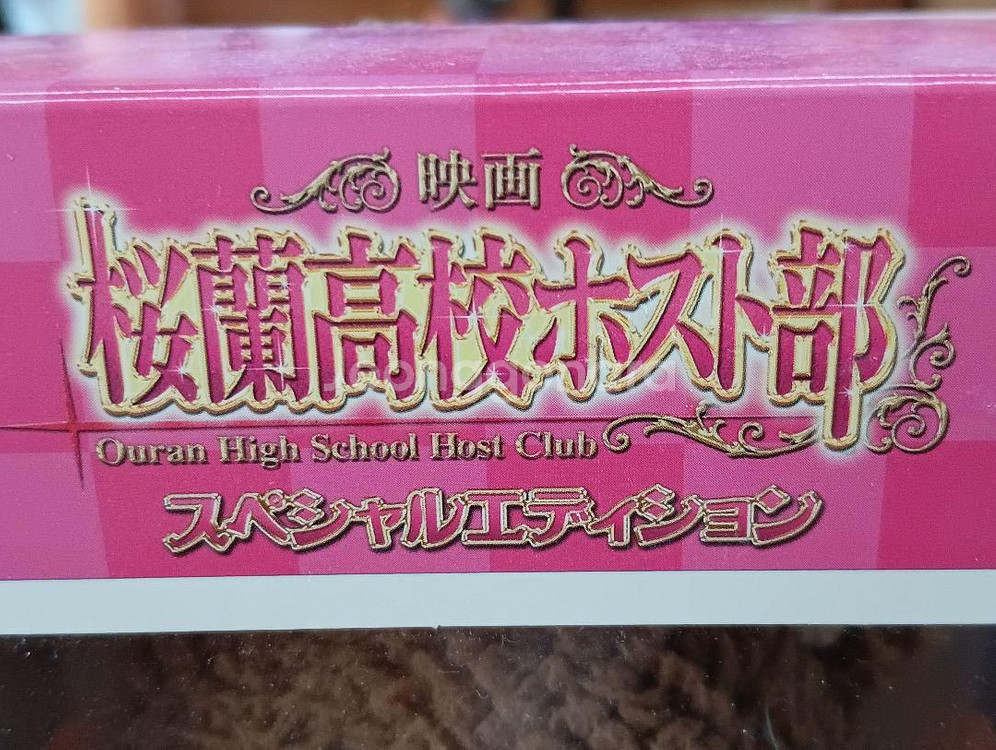 映画
桜蘭高校ホスト部
Ouran High School Host Club
スペシャルエディション